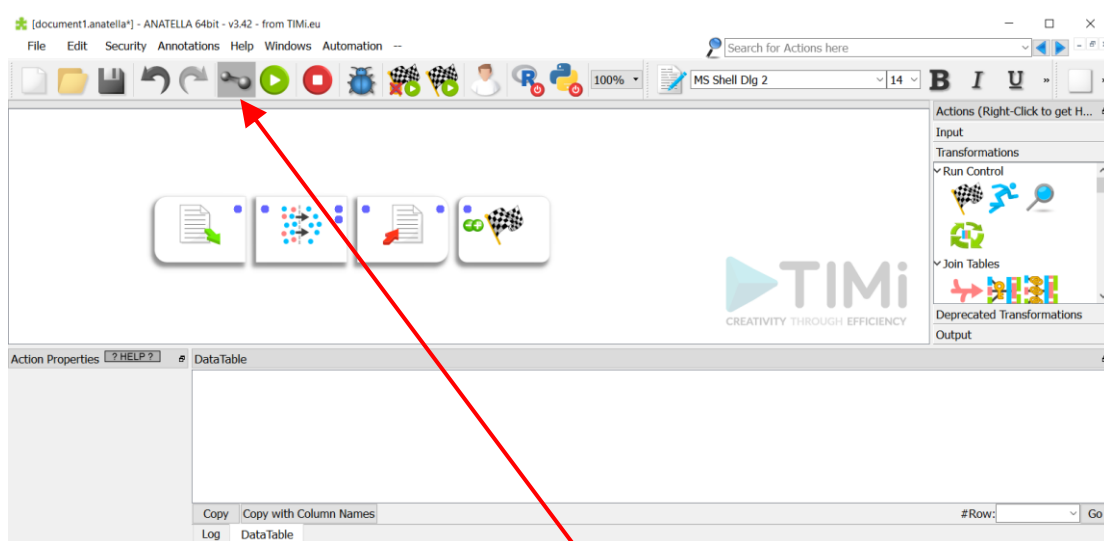 [document1.anatella*] - ANATELLA 64bit - v3.42 - from TIMi.eu
File Edit Security Annotations Help Windows Automation --
Search for Actions here
100% MS Shell Dlg 2 14 B I U »
Actions (Right-Click to get H...
Input
Transformations
Run Control
Join Tables
TIMi
CREATIVITY THROUGH EFFICIENCY
Deprecated Transformations
Output
Action Properties ? HELP ? DataTable
Copy Copy with Column Names #Row: Go
Log DataTable